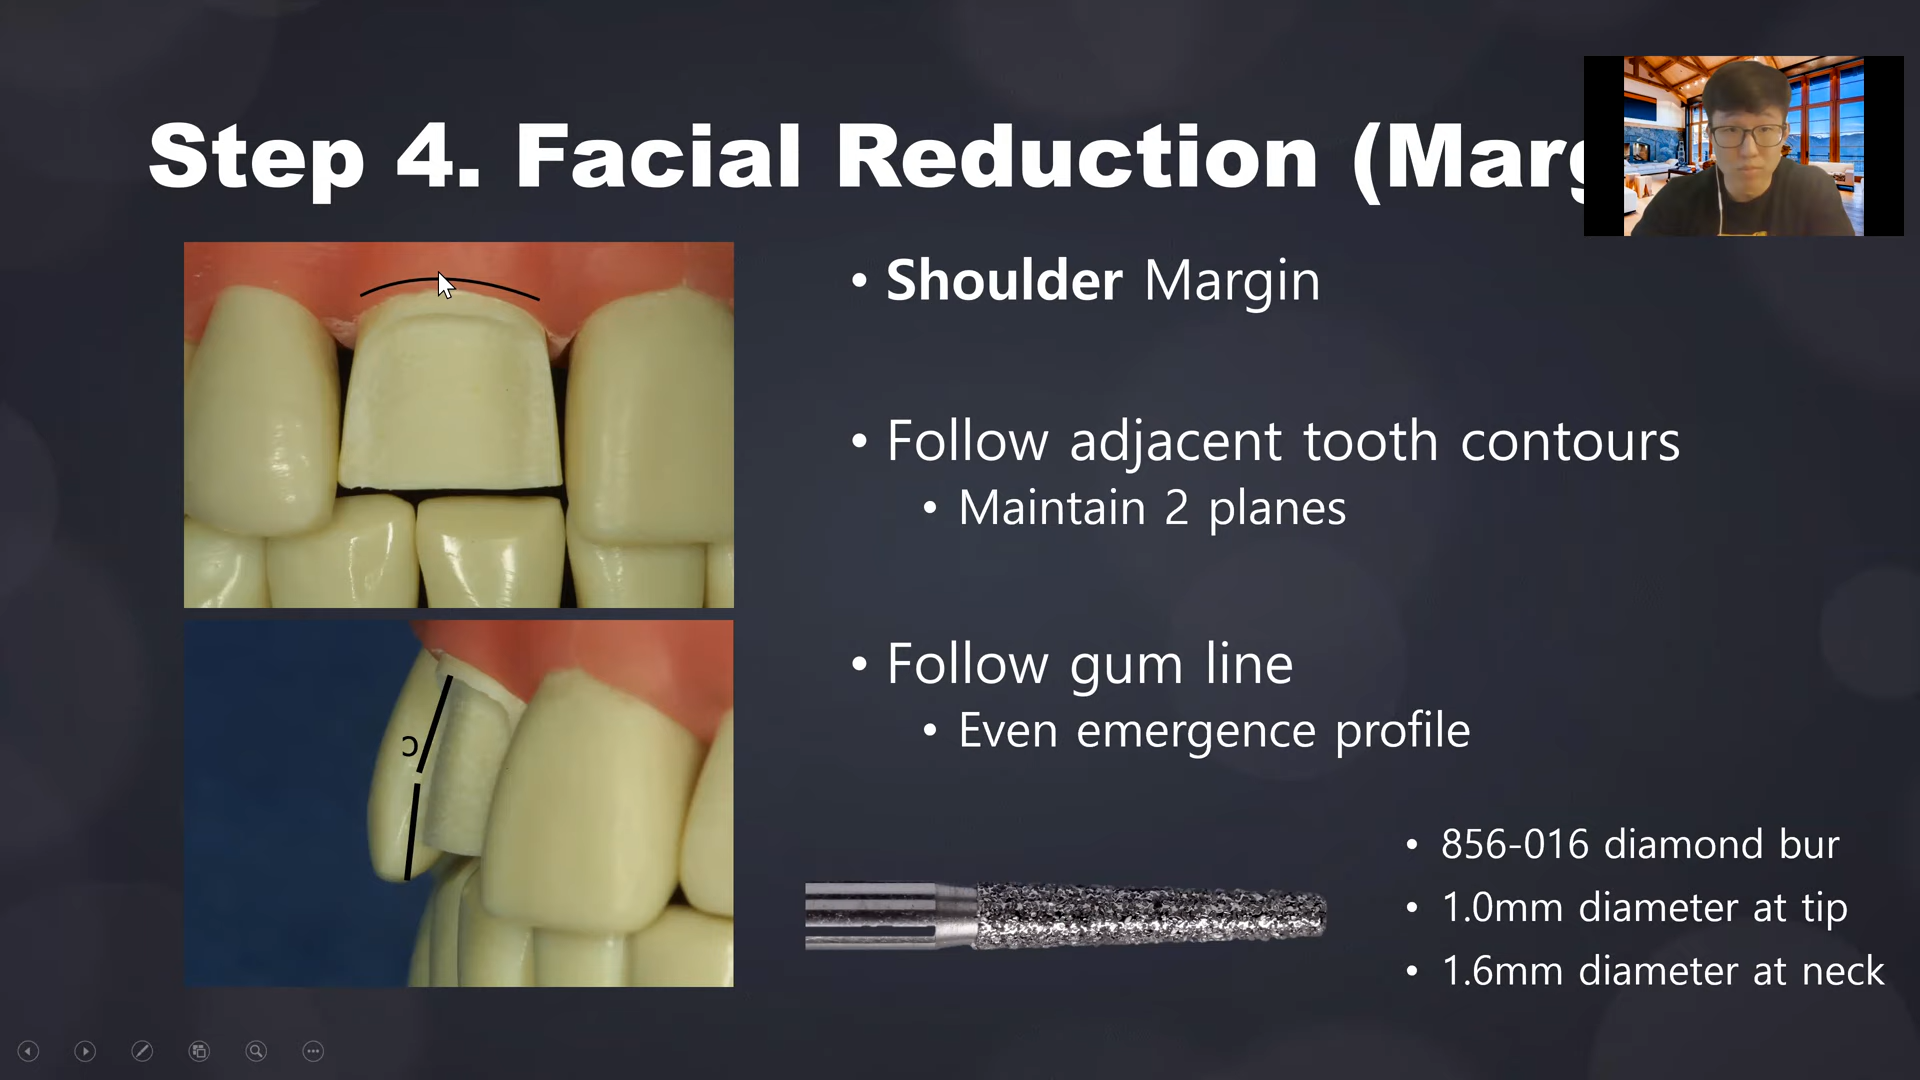 Step 4. Facial Reduction (Marg
• Shoulder Margin
• Follow adjacent tooth contours
• Maintain 2 planes
• Follow gum line
• Even emergence profile
• 856-016 diamond bur
• 1.0mm diameter at tip
• 1.6mm diameter at neck